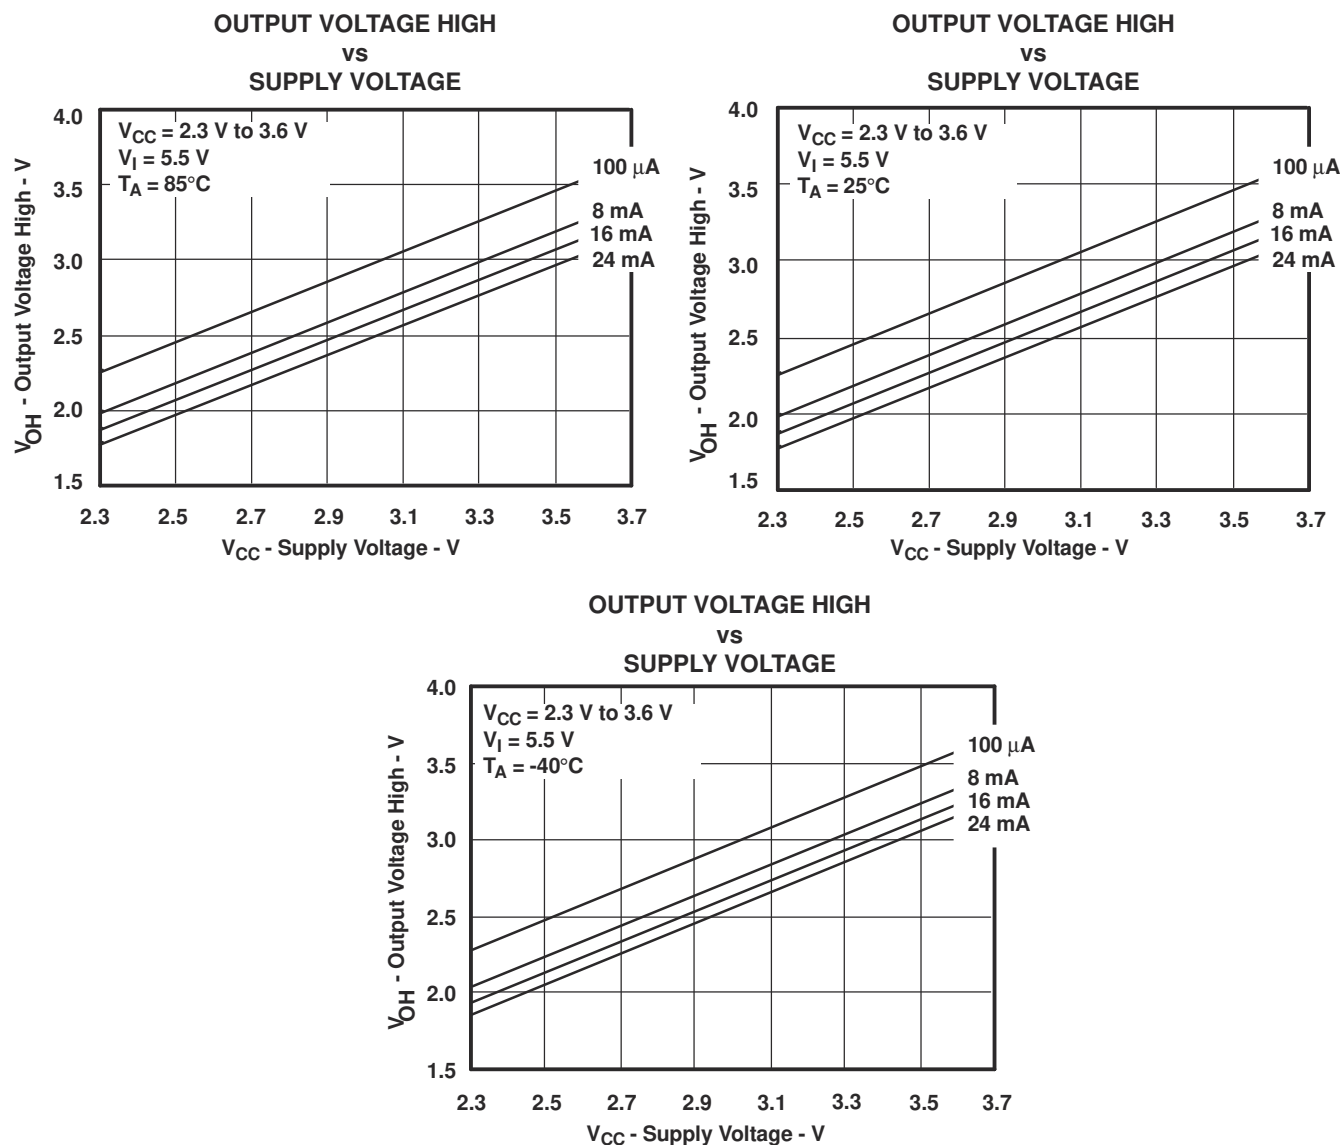 OUTPUT VOLTAGE HIGH
vs
SUPPLY VOLTAGE
V_OH - Output Voltage High - V
4.0
3.5
3.0
2.5
2.0
1.5
V_CC = 2.3 V to 3.6 V
V_I = 5.5 V
T_A = 85°C
100 μA
8 mA
16 mA
24 mA
2.3 2.5 2.7 2.9 3.1 3.3 3.5 3.7
V_CC - Supply Voltage - V
OUTPUT VOLTAGE HIGH
vs
SUPPLY VOLTAGE
V_OH - Output Voltage High - V
4.0
3.5
3.0
2.5
2.0
1.5
V_CC = 2.3 V to 3.6 V
V_I = 5.5 V
T_A = 25°C
100 μA
8 mA
16 mA
24 mA
2.3 2.5 2.7 2.9 3.1 3.3 3.5 3.7
V_CC - Supply Voltage - V
OUTPUT VOLTAGE HIGH
vs
SUPPLY VOLTAGE
V_OH - Output Voltage High - V
4.0
3.5
3.0
2.5
2.0
1.5
V_CC = 2.3 V to 3.6 V
V_I = 5.5 V
T_A = -40°C
100 μA
8 mA
16 mA
24 mA
2.3 2.5 2.7 2.9 3.1 3.3 3.5 3.7
V_CC - Supply Voltage - V